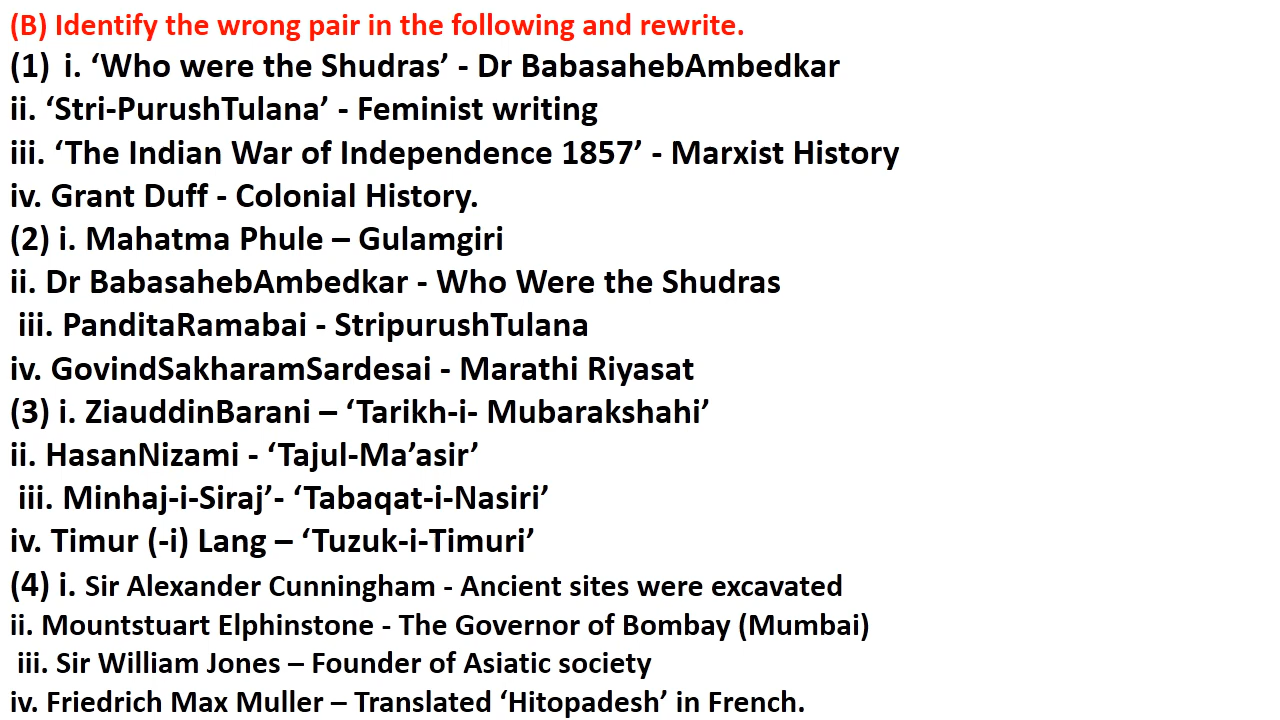 (B) Identify the wrong pair in the following and rewrite.
(1) i. ‘Who were the Shudras’ - Dr BabasahebAmbedkar
ii. ‘Stri-PurushTulana’ - Feminist writing
iii. ‘The Indian War of Independence 1857’ - Marxist History
iv. Grant Duff - Colonial History.
(2) i. Mahatma Phule – Gulamgiri
ii. Dr BabasahebAmbedkar - Who Were the Shudras
iii. PanditaRamabai - StripurushTulana
iv. GovindSakharamSardesai - Marathi Riyasat
(3) i. ZiauddinBarani – ‘Tarikh-i- Mubarakshahi’
ii. HasanNizami - ‘Tajul-Ma’asir’
iii. Minhaj-i-Siraj’- ‘Tabaqat-i-Nasiri’
iv. Timur (-i) Lang – ‘Tuzuk-i-Timuri’
(4) i. Sir Alexander Cunningham - Ancient sites were excavated
ii. Mountstuart Elphinstone - The Governor of Bombay (Mumbai)
iii. Sir William Jones – Founder of Asiatic society
iv. Friedrich Max Muller – Translated ‘Hitopadesh’ in French.